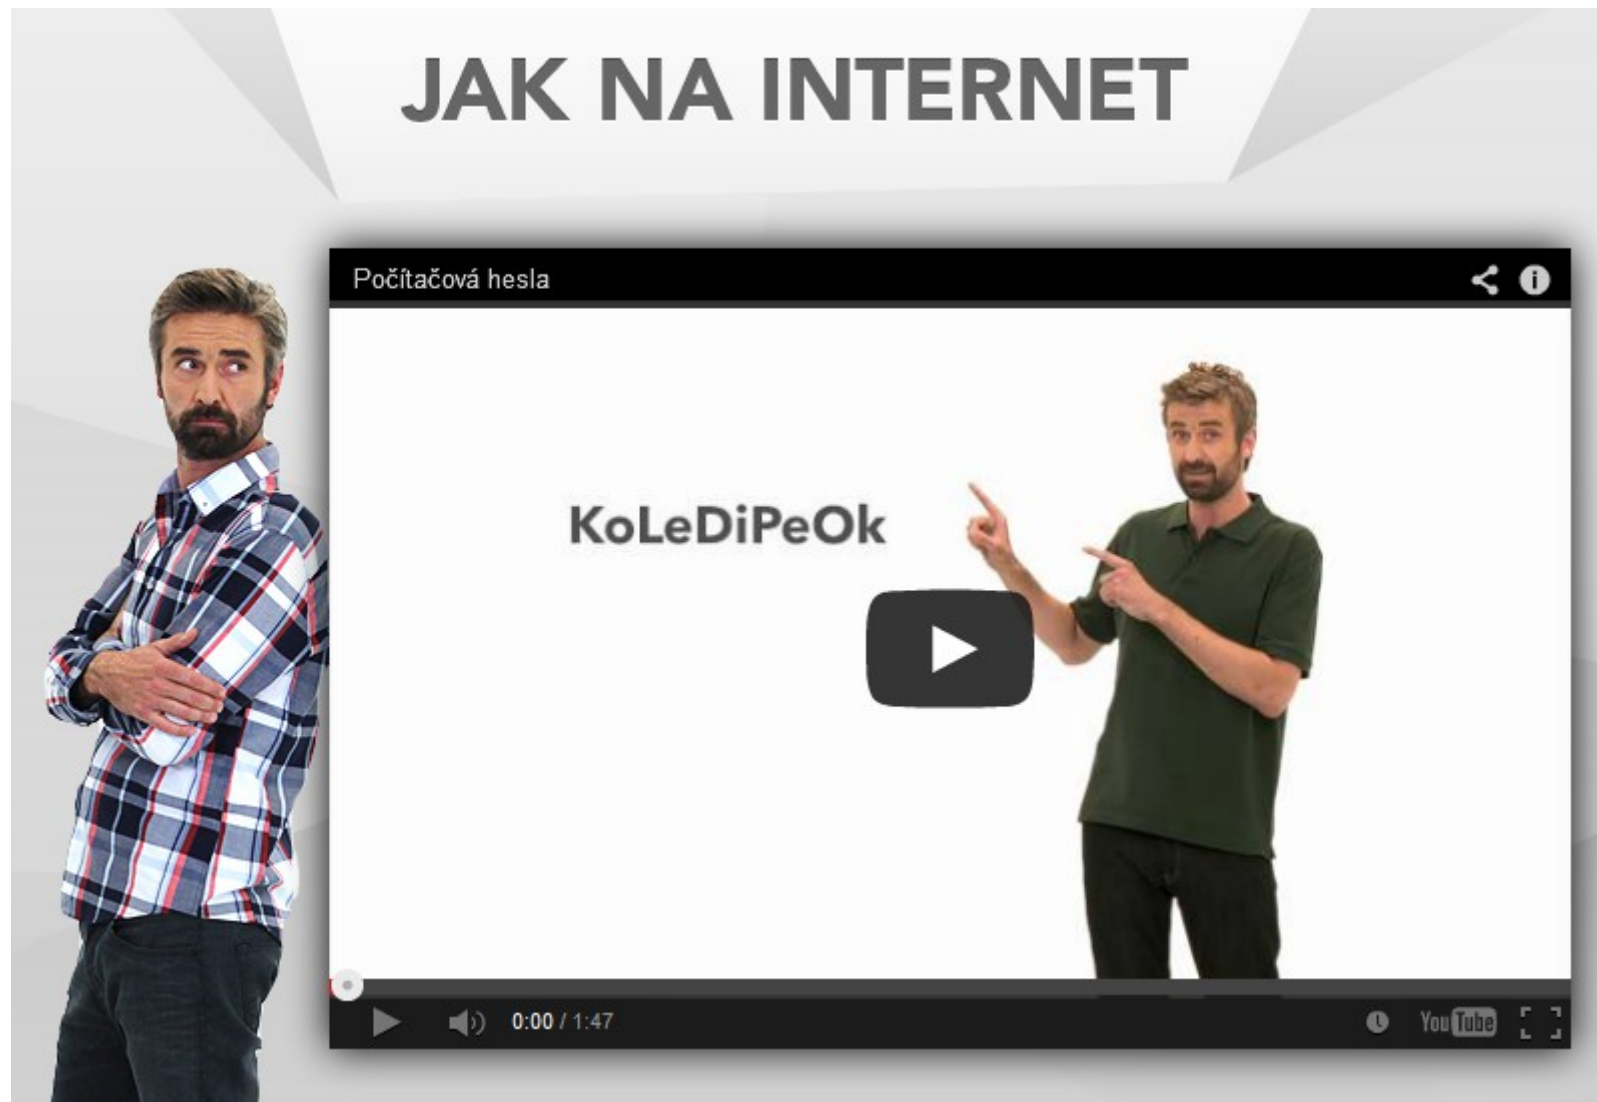 JAK NA INTERNET
Počítačová hesla
KoLeDiPeOk
0:00 / 1:47
YouTube